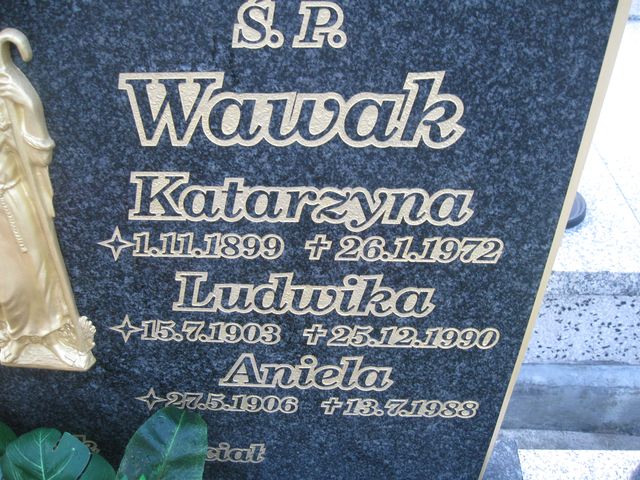 Ś. P.
Wawak
Katarzyna
1.11.1899 26.1.1972
Ludwika
15.7.1903 25.12.1990
Aniela
27.5.1906 13.7.1988